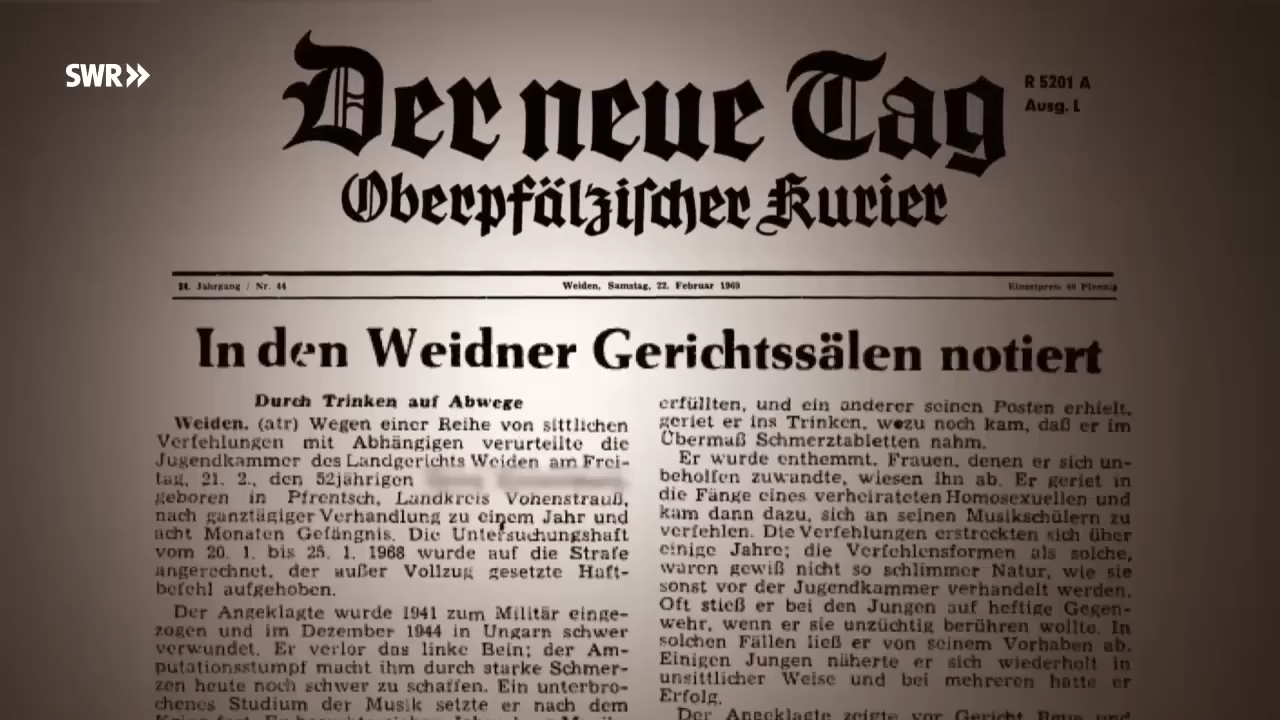 SWR»
Der neue Tag
R 5201 A
Ausg. L
Oberpfälzischer Kurier
24. Jahrgang / Nr. 44
Weiden, Samstag, 22. Februar 1969
Einzelpreis 40 Pfennig
In den Weidner Gerichtssälen notiert
Durch Trinken auf Abwege
Weiden. (atr) Wegen einer Reihe von sittlichen
Verfehlungen mit Abhängigen verurteilte die
Jugendkammer des Landgerichts Weiden am Frei-
tag, 21. 2., den 52jährigen
geboren in Pfrentsch, Landkreis Vohenstrauß,
nach ganztägiger Verhandlung zu einem Jahr und
acht Monaten Gefängnis. Die Untersuchungshaft
vom 20. 1. bis 25. 1. 1968 wurde auf die Strafe
angerechnet, der außer Vollzug gesetzte Haft-
befehl aufgehoben.
Der Angeklagte wurde 1941 zum Militär einge-
zogen und im Dezember 1944 in Ungarn schwer
verwundet. Er verlor das linke Bein; der Am-
putationsstumpf macht ihm durch starke Schmer-
zen heute noch schwer zu schaffen. Ein unterbro-
chenes Studium der Musik setzte er nach dem
erfüllten, und ein anderer seinen Posten erhielt,
geriet er ins Trinken, wozu noch kam, daß er im
Übermaß Schmerztabletten nahm.
Er wurde enthemmt. Frauen, denen er sich un-
beholfen zuwandte, wiesen ihn ab. Er geriet in
die Fänge eines verheirateten Homosexuellen und
kam dann dazu, sich an seinen Musikschülern zu
verfehlen. Die Verfehlungen erstreckten sich über
einige Jahre; die Verfehlensformen als solche,
waren gewiß nicht so schlimmer Natur, wie sie
sonst vor der Jugendkammer verhandelt werden.
Oft stieß er bei den Jungen auf heftige Gegen-
wehr, wenn er sie unzüchtig berühren wollte. In
solchen Fällen ließ er von seinem Vorhaben ab.
Einigen Jungen näherte er sich wiederholt in
unsittlicher Weise und bei mehreren hatte er
Erfolg.
Der Angeklagte zeigte vor Gericht Reue und